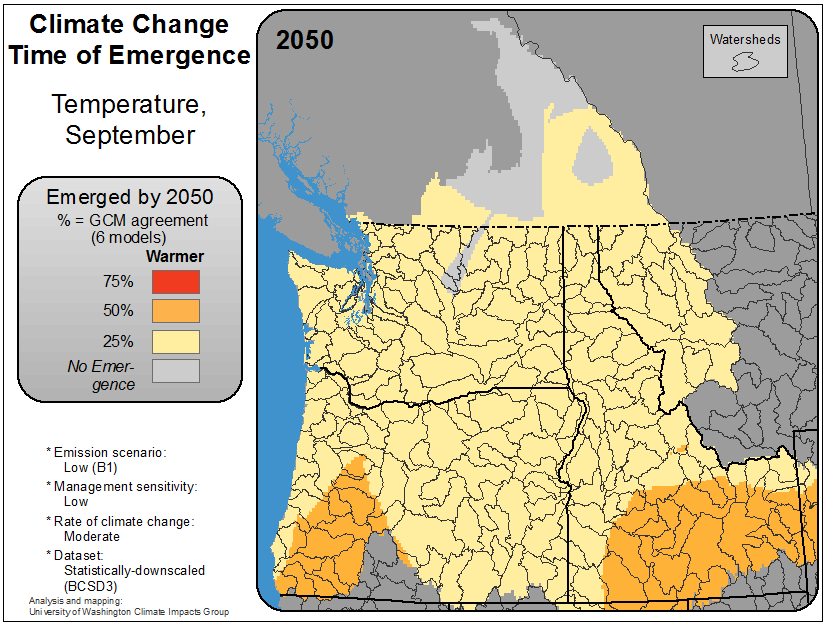 Climate Change
Time of Emergence
Temperature,
September
Emerged by 2050
% = GCM agreement
(6 models)
Warmer
75%
50%
25%
No Emer-
gence
* Emission scenario:
Low (B1)
* Management sensitivity:
Low
* Rate of climate change:
Moderate
* Dataset:
Statistically-downscaled
(BCSD3)
Analysis and mapping:
University of Washington Climate Impacts Group
2050
Watersheds